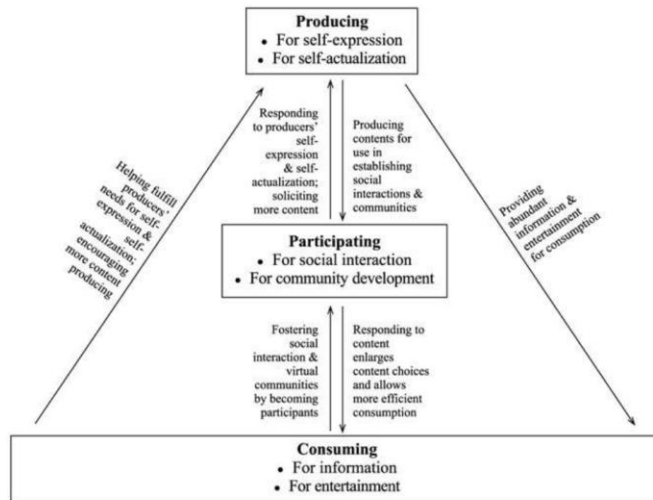 Producing
• For self-expression
• For self-actualization
Responding
to producers'
self-
expression
& self-
actualization;
soliciting
more content
Producing
contents for
use in
establishing
social
interactions &
communities
Helping fulfill
producers'
needs for self-
expression &
self-
actualization;
encouraging
more content
producing
Providing
abundant
information &
entertainment
for consumption
Participating
• For social interaction
• For community development
Fostering
social
interaction &
virtual
communities
by becoming
participants
Responding to
content
enlarges
content choices
and allows
more efficient
consumption
Consuming
• For information
• For entertainment